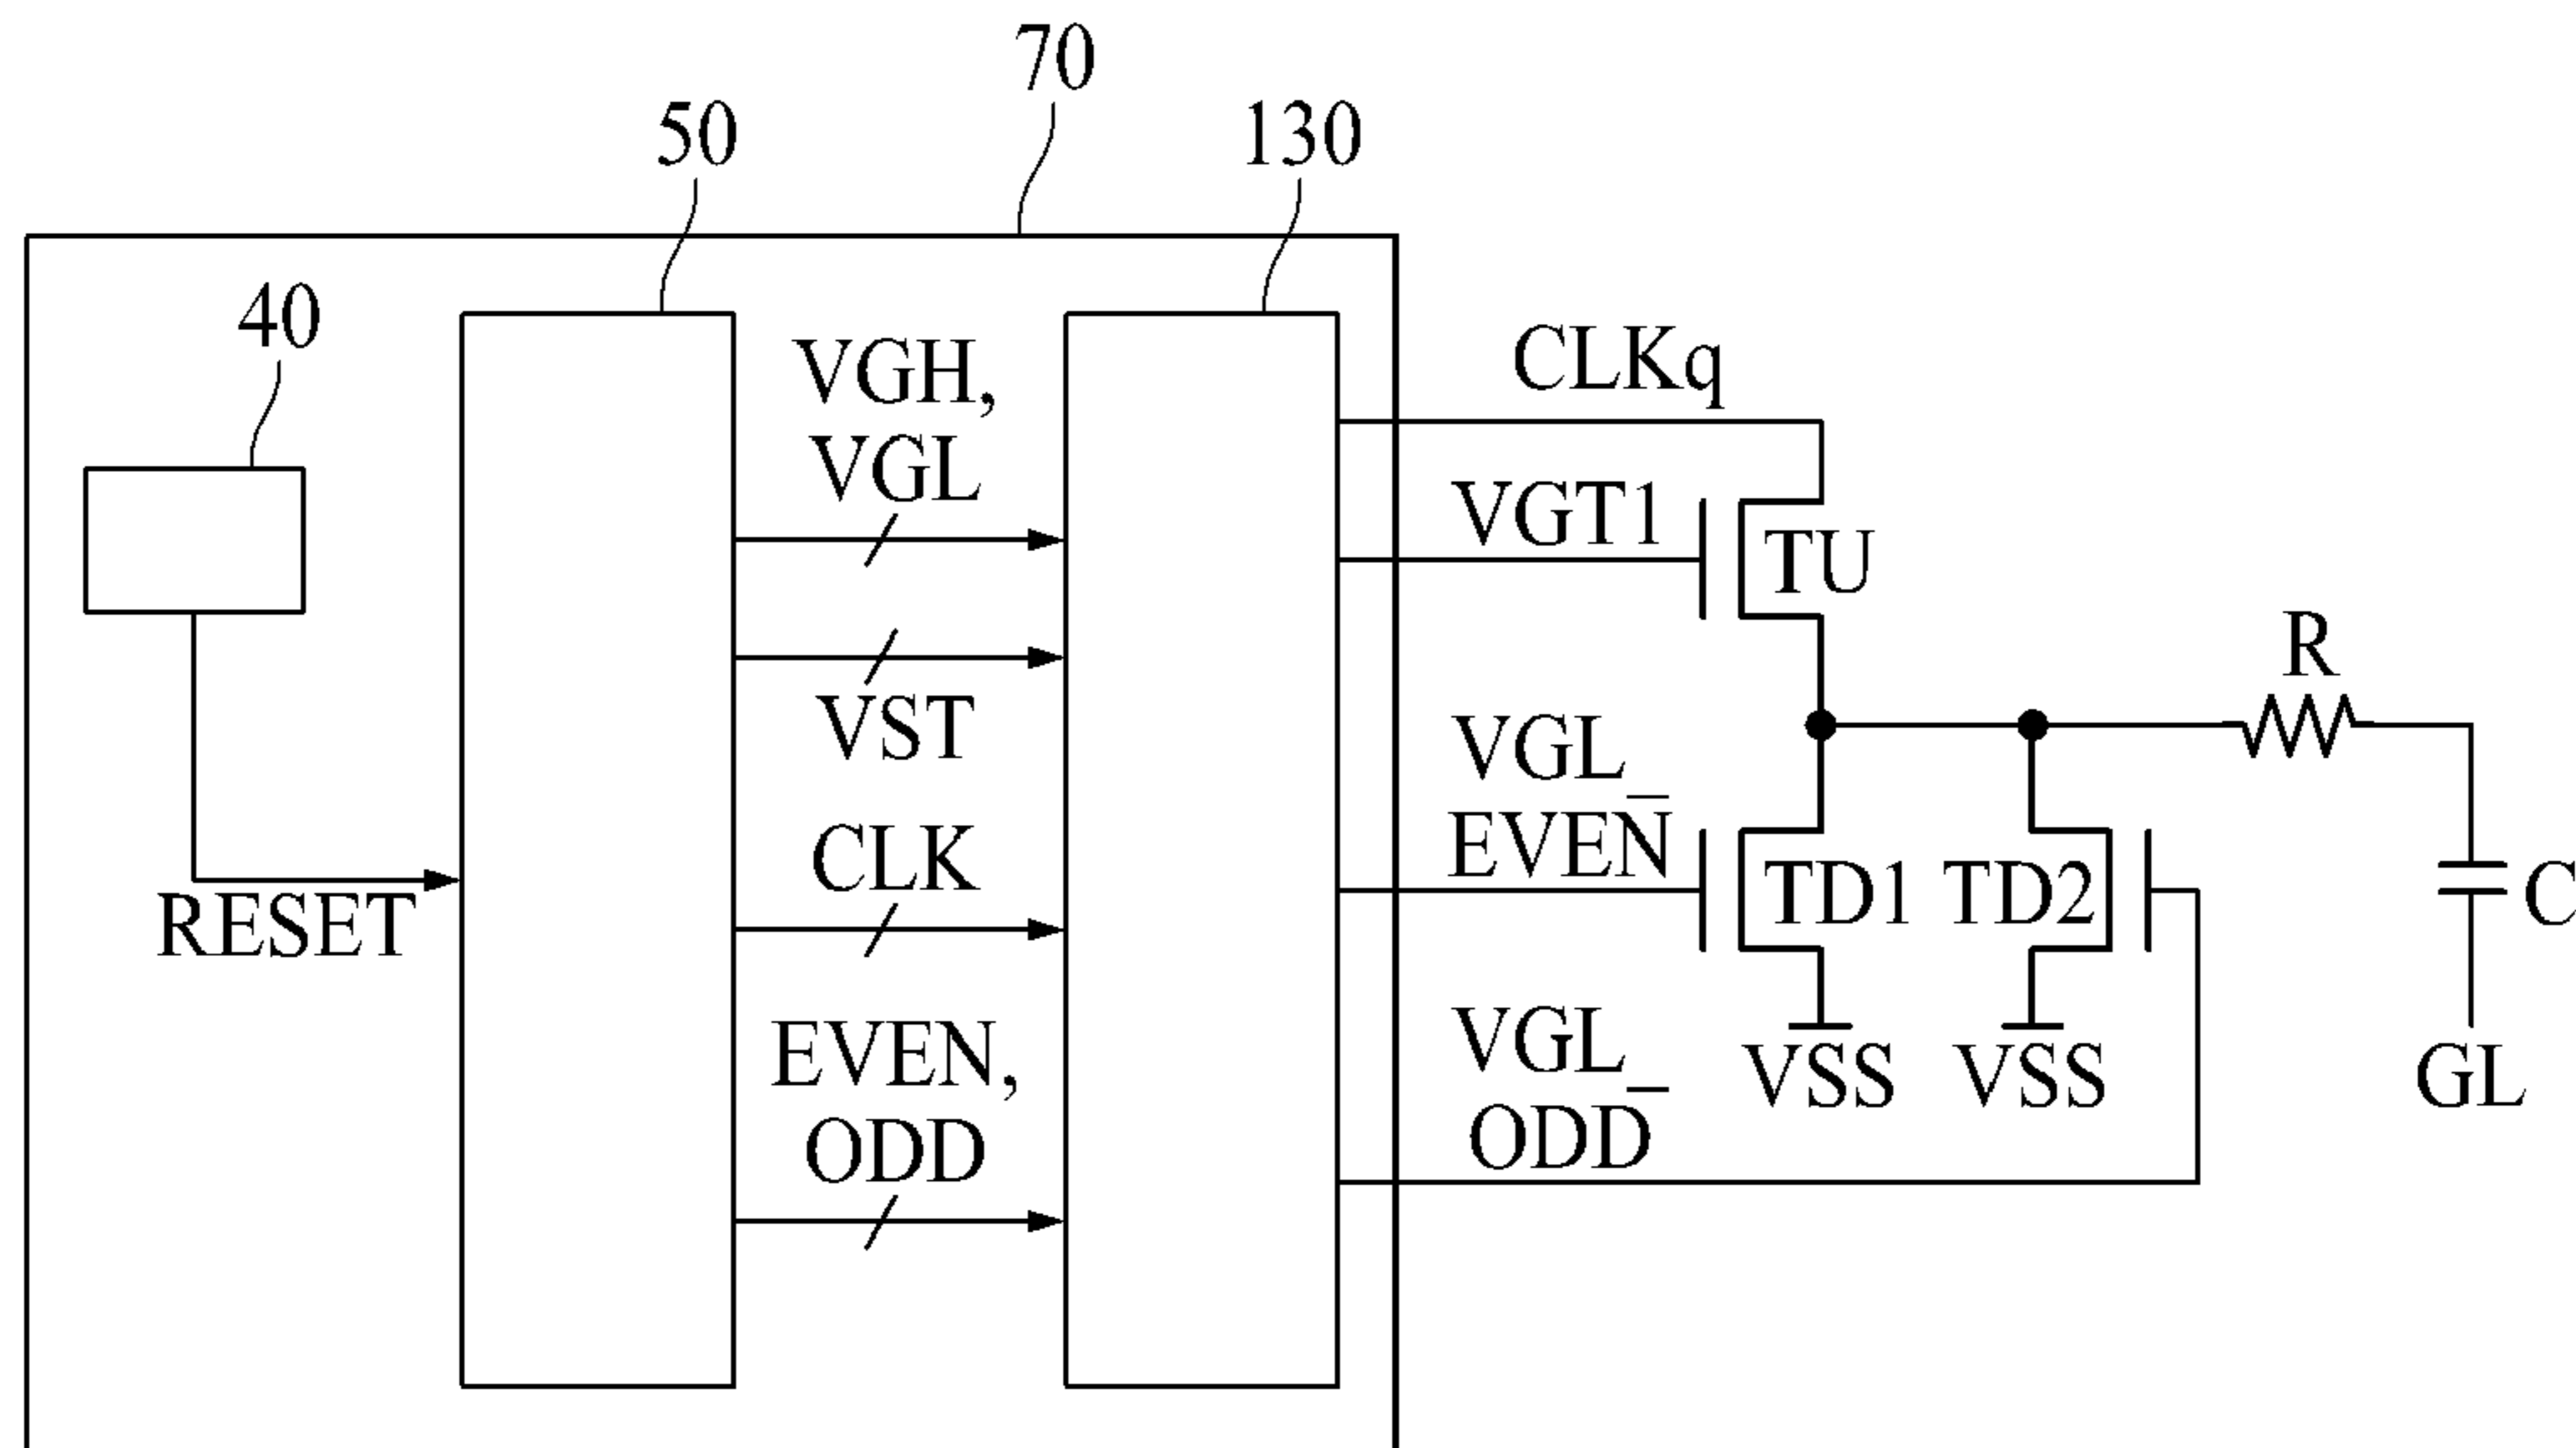 70
50
130
40
VGH,
VGL
CLKq
VGT1
TU
R
VST
VGL_
EVEN
CLK
TD1
TD2
C
RESET
EVEN,
ODD
VGL_
ODD
VSS
VSS
GL